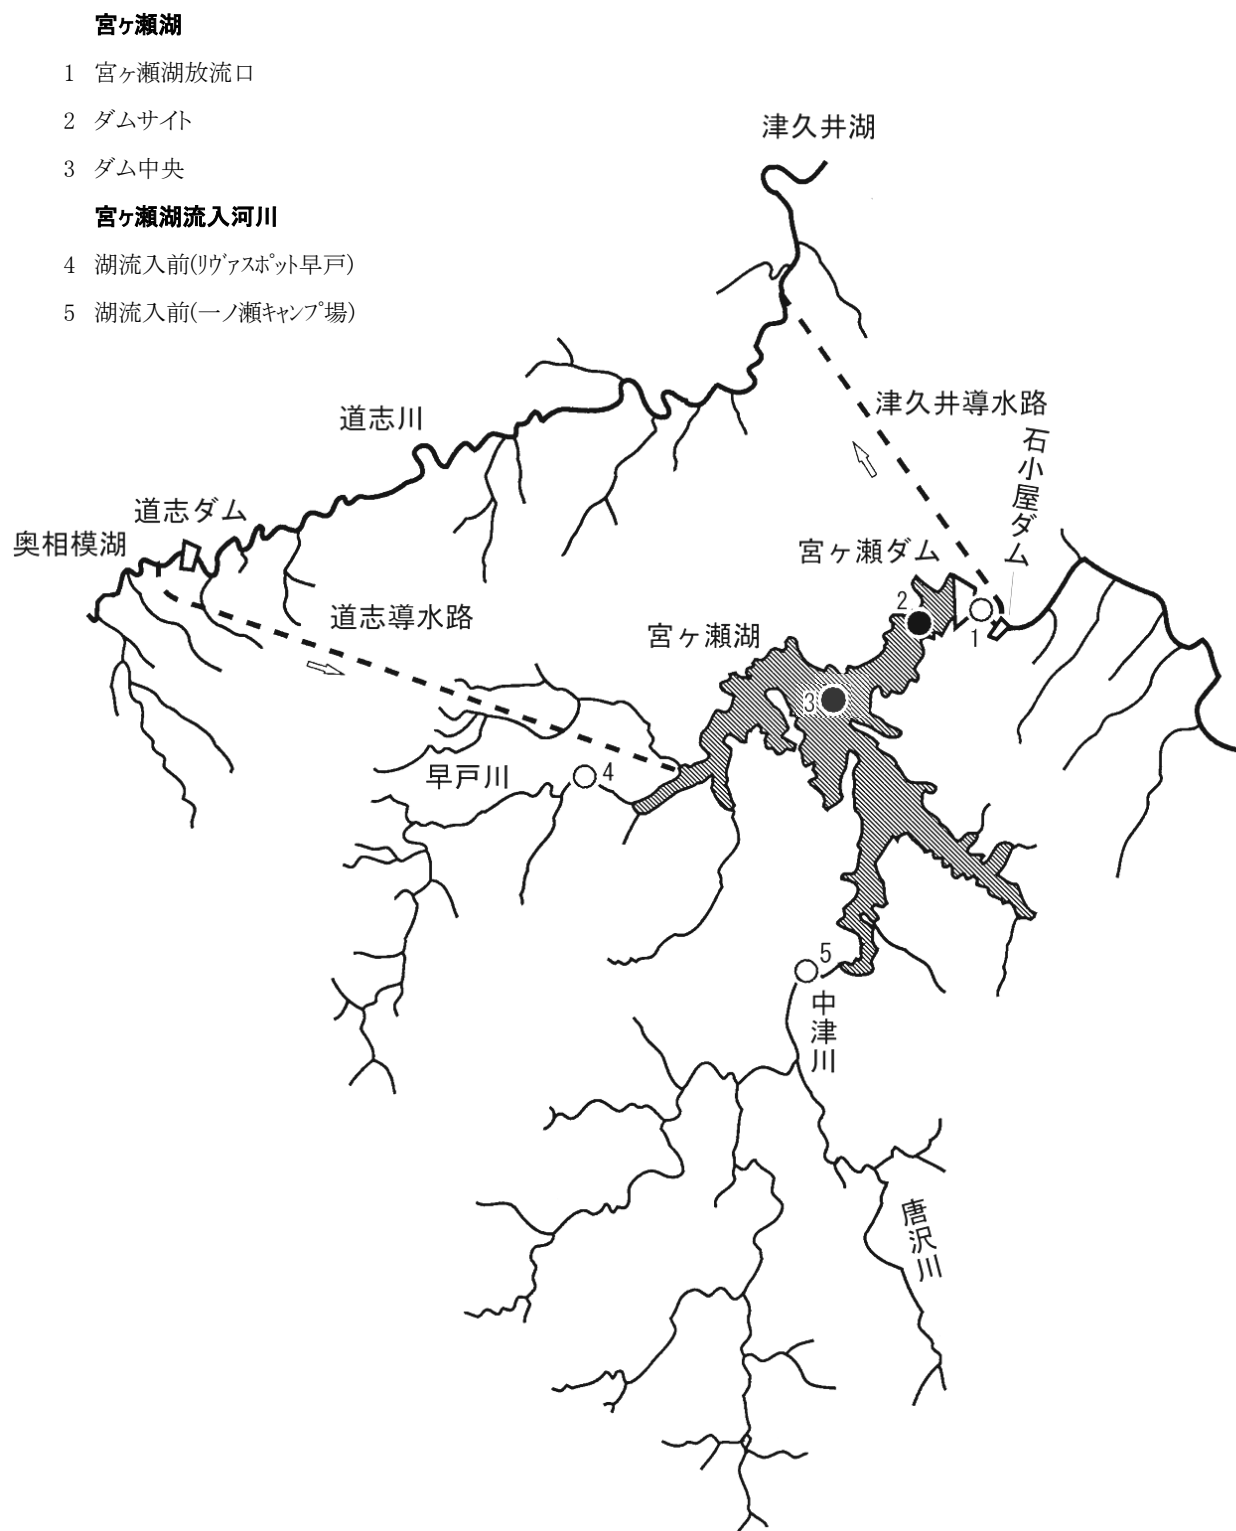 宮ヶ瀬湖
1 宮ヶ瀬湖放流口
2 ダムサイト
3 ダム中央
宮ヶ瀬湖流入河川
4 湖流入前(ﾘｳﾞｧｽﾎﾟｯﾄ早戸)
5 湖流入前(一ノ瀬ｷｬﾝﾌﾟ場)
津久井湖
道志川
津久井導水路
石小屋ダム
道志ダム
奥相模湖
宮ヶ瀬ダム
道志導水路
宮ヶ瀬湖
2
1
3
早戸川
4
5
中津川
唐沢川